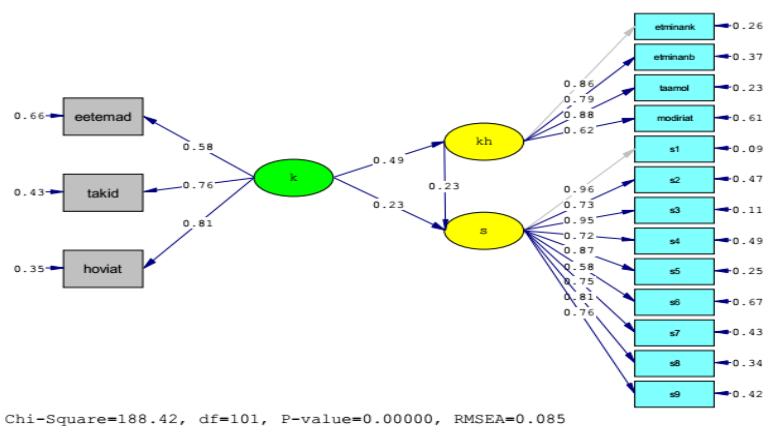 etminank 0.26
etminanb 0.37
taamol 0.23
modiriat 0.61
s1 0.09
s2 0.47
s3 0.11
s4 0.49
s5 0.25
s6 0.67
s7 0.43
s8 0.34
s9 0.42
0.66 eetemad
0.43 takid
0.35 hoviat
0.58
0.76
0.81
k
0.49
0.23
0.23
kh
s
0.86
0.79
0.88
0.62
0.96
0.73
0.95
0.72
0.87
0.58
0.75
0.81
0.76
Chi-Square=188.42, df=101, P-value=0.00000, RMSEA=0.085